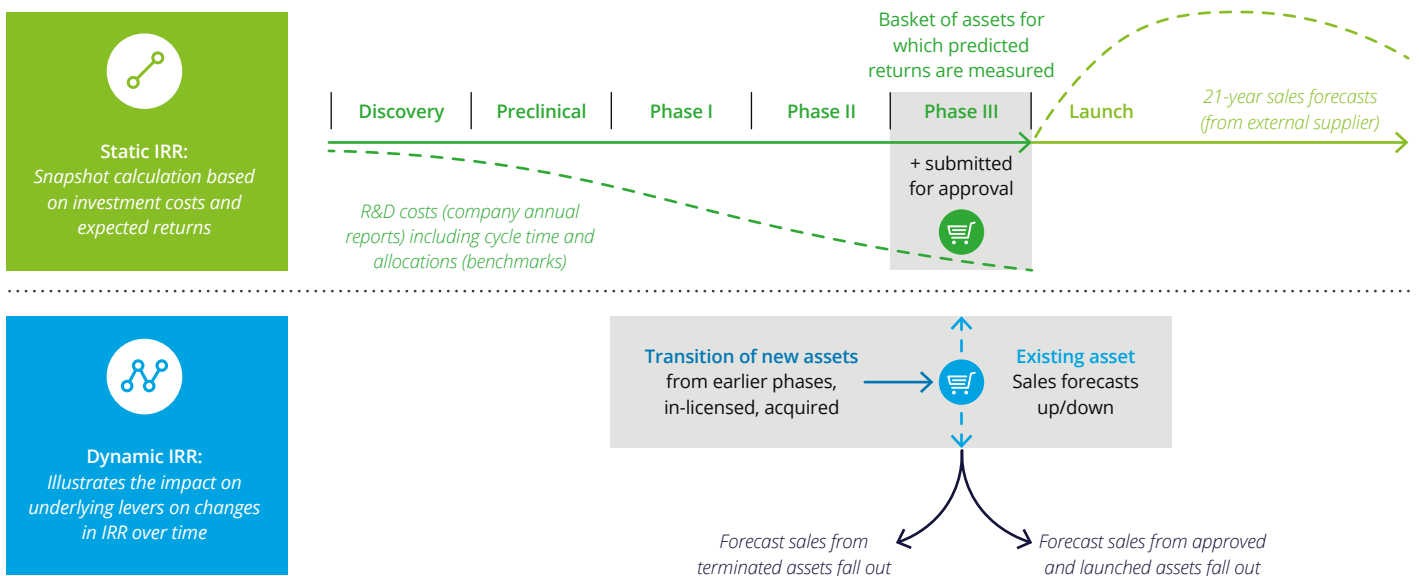 Static IRR:
Snapshot calculation based
on investment costs and
expected returns
Basket of assets for
which predicted
returns are measured
Discovery
Preclinical
Phase I
Phase II
Phase III
Launch
21-year sales forecasts
(from external supplier)
+ submitted
for approval
R&D costs (company annual
reports) including cycle time and
allocations (benchmarks)
Dynamic IRR:
Illustrates the impact on
underlying levers on changes
in IRR over time
Transition of new assets
from earlier phases,
in-licensed, acquired
Existing asset
Sales forecasts
up/down
Forecast sales from
terminated assets fall out
Forecast sales from approved
and launched assets fall out